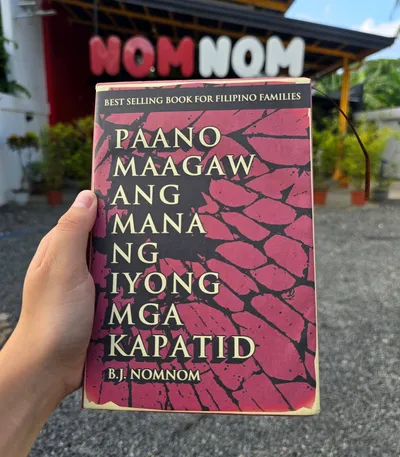 NOMNOM
BEST SELLING BOOK FOR FILIPINO FAMILIES
PAANO
MAAGAW
ANG
MANA
NG
IYONG
MGA
KAPATID
B.J. NOMNOM